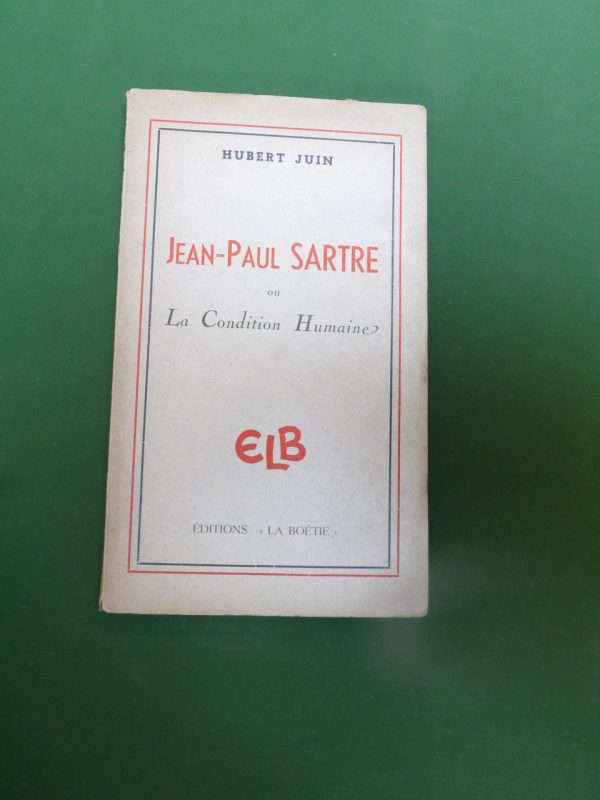 HUBERT JUIN
JEAN-PAUL SARTRE
ou
La Condition Humaine
ELB
ÉDITIONS « LA BOÉTIE »